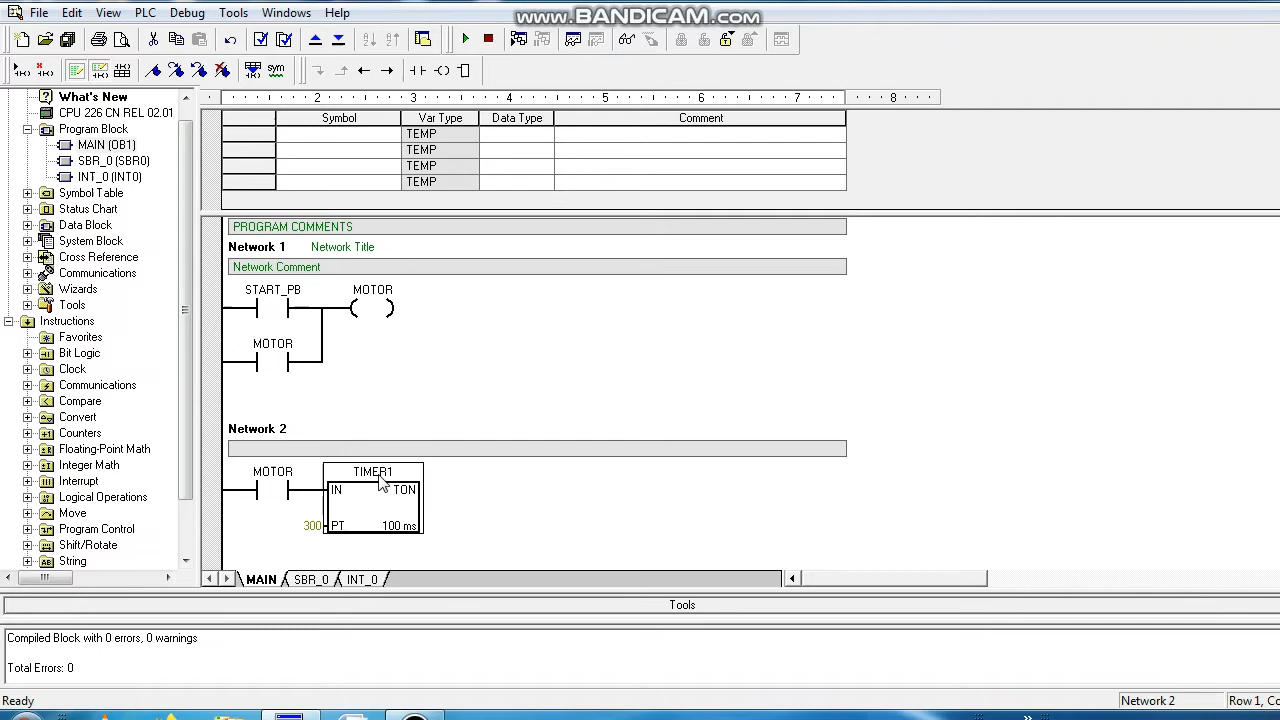 www.BANDICAM.com
File Edit View PLC Debug Tools Windows Help
sym
2 3 4 5 6 7 8
What's New
CPU 226 CN REL 02.01
Program Block
MAIN (OB1)
SBR_0 (SBR0)
INT_0 (INT0)
Symbol Table
Status Chart
Data Block
System Block
Cross Reference
Communications
Wizards
Tools
Instructions
Favorites
Bit Logic
Clock
Communications
Compare
Convert
Counters
Floating-Point Math
Integer Math
Interrupt
Logical Operations
Move
Program Control
Shift/Rotate
String
Symbol Var Type Data Type Comment
TEMP
TEMP
TEMP
TEMP
PROGRAM COMMENTS
Network 1 Network Title
Network Comment
START_PB MOTOR
MOTOR
Network 2
MOTOR TIMER1
IN TON
300 PT 100 ms
MAIN SBR_0 INT_0
Tools
Compiled Block with 0 errors, 0 warnings
Total Errors: 0
Ready Network 2 Row 1, Co